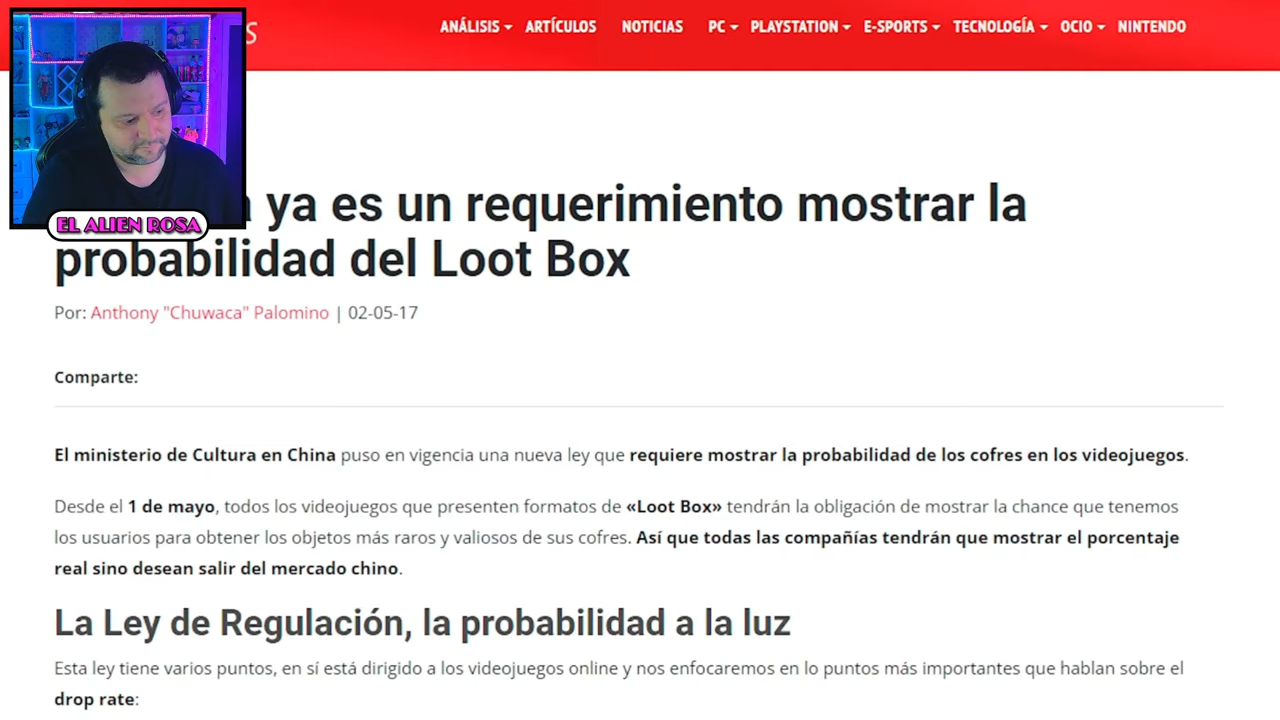 ANÁLISIS ARTÍCULOS NOTICIAS PC PLAYSTATION E-SPORTS TECNOLOGÍA OCIO NINTENDO
EL ALIEN ROSA
ya es un requerimiento mostrar la
probabilidad del Loot Box
Por: Anthony "Chuwaca" Palomino | 02-05-17
Comparte:
El ministerio de Cultura en China puso en vigencia una nueva ley que requiere mostrar la probabilidad de los cofres en los videojuegos.
Desde el 1 de mayo, todos los videojuegos que presenten formatos de «Loot Box» tendrán la obligación de mostrar la chance que tenemos
los usuarios para obtener los objetos más raros y valiosos de sus cofres. Así que todas las compañías tendrán que mostrar el porcentaje
real sino desean salir del mercado chino.
La Ley de Regulación, la probabilidad a la luz
Esta ley tiene varios puntos, en sí está dirigido a los videojuegos online y nos enfocaremos en lo puntos más importantes que hablan sobre el
drop rate: